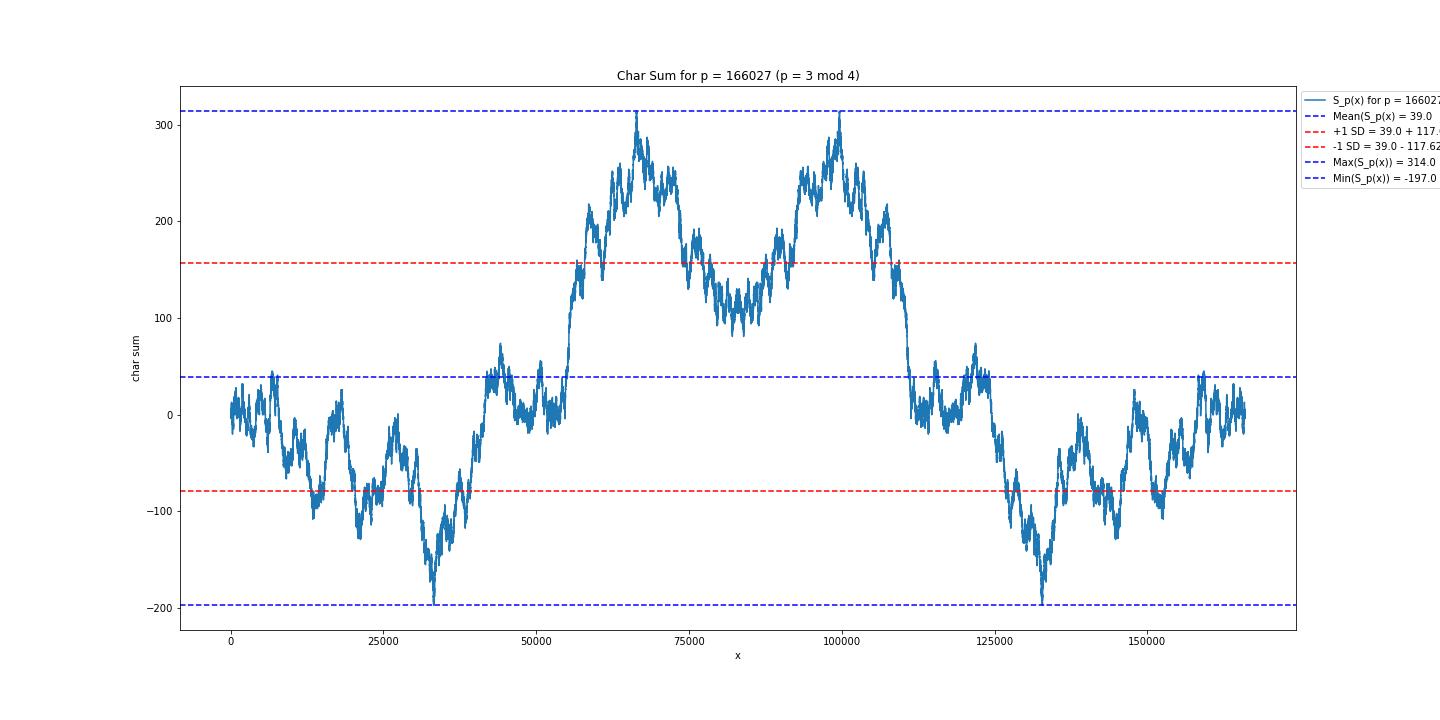 Char Sum for p = 166027 (p = 3 mod 4)
S_p(x) for p = 166027
Mean(S_p(x) = 39.0
+1 SD = 39.0 + 117.
-1 SD = 39.0 - 117.62
Max(S_p(x)) = 314.0
Min(S_p(x)) = -197.0
char sum
300
200
100
0
−100
−200
0
25000
50000
75000
100000
125000
150000
x